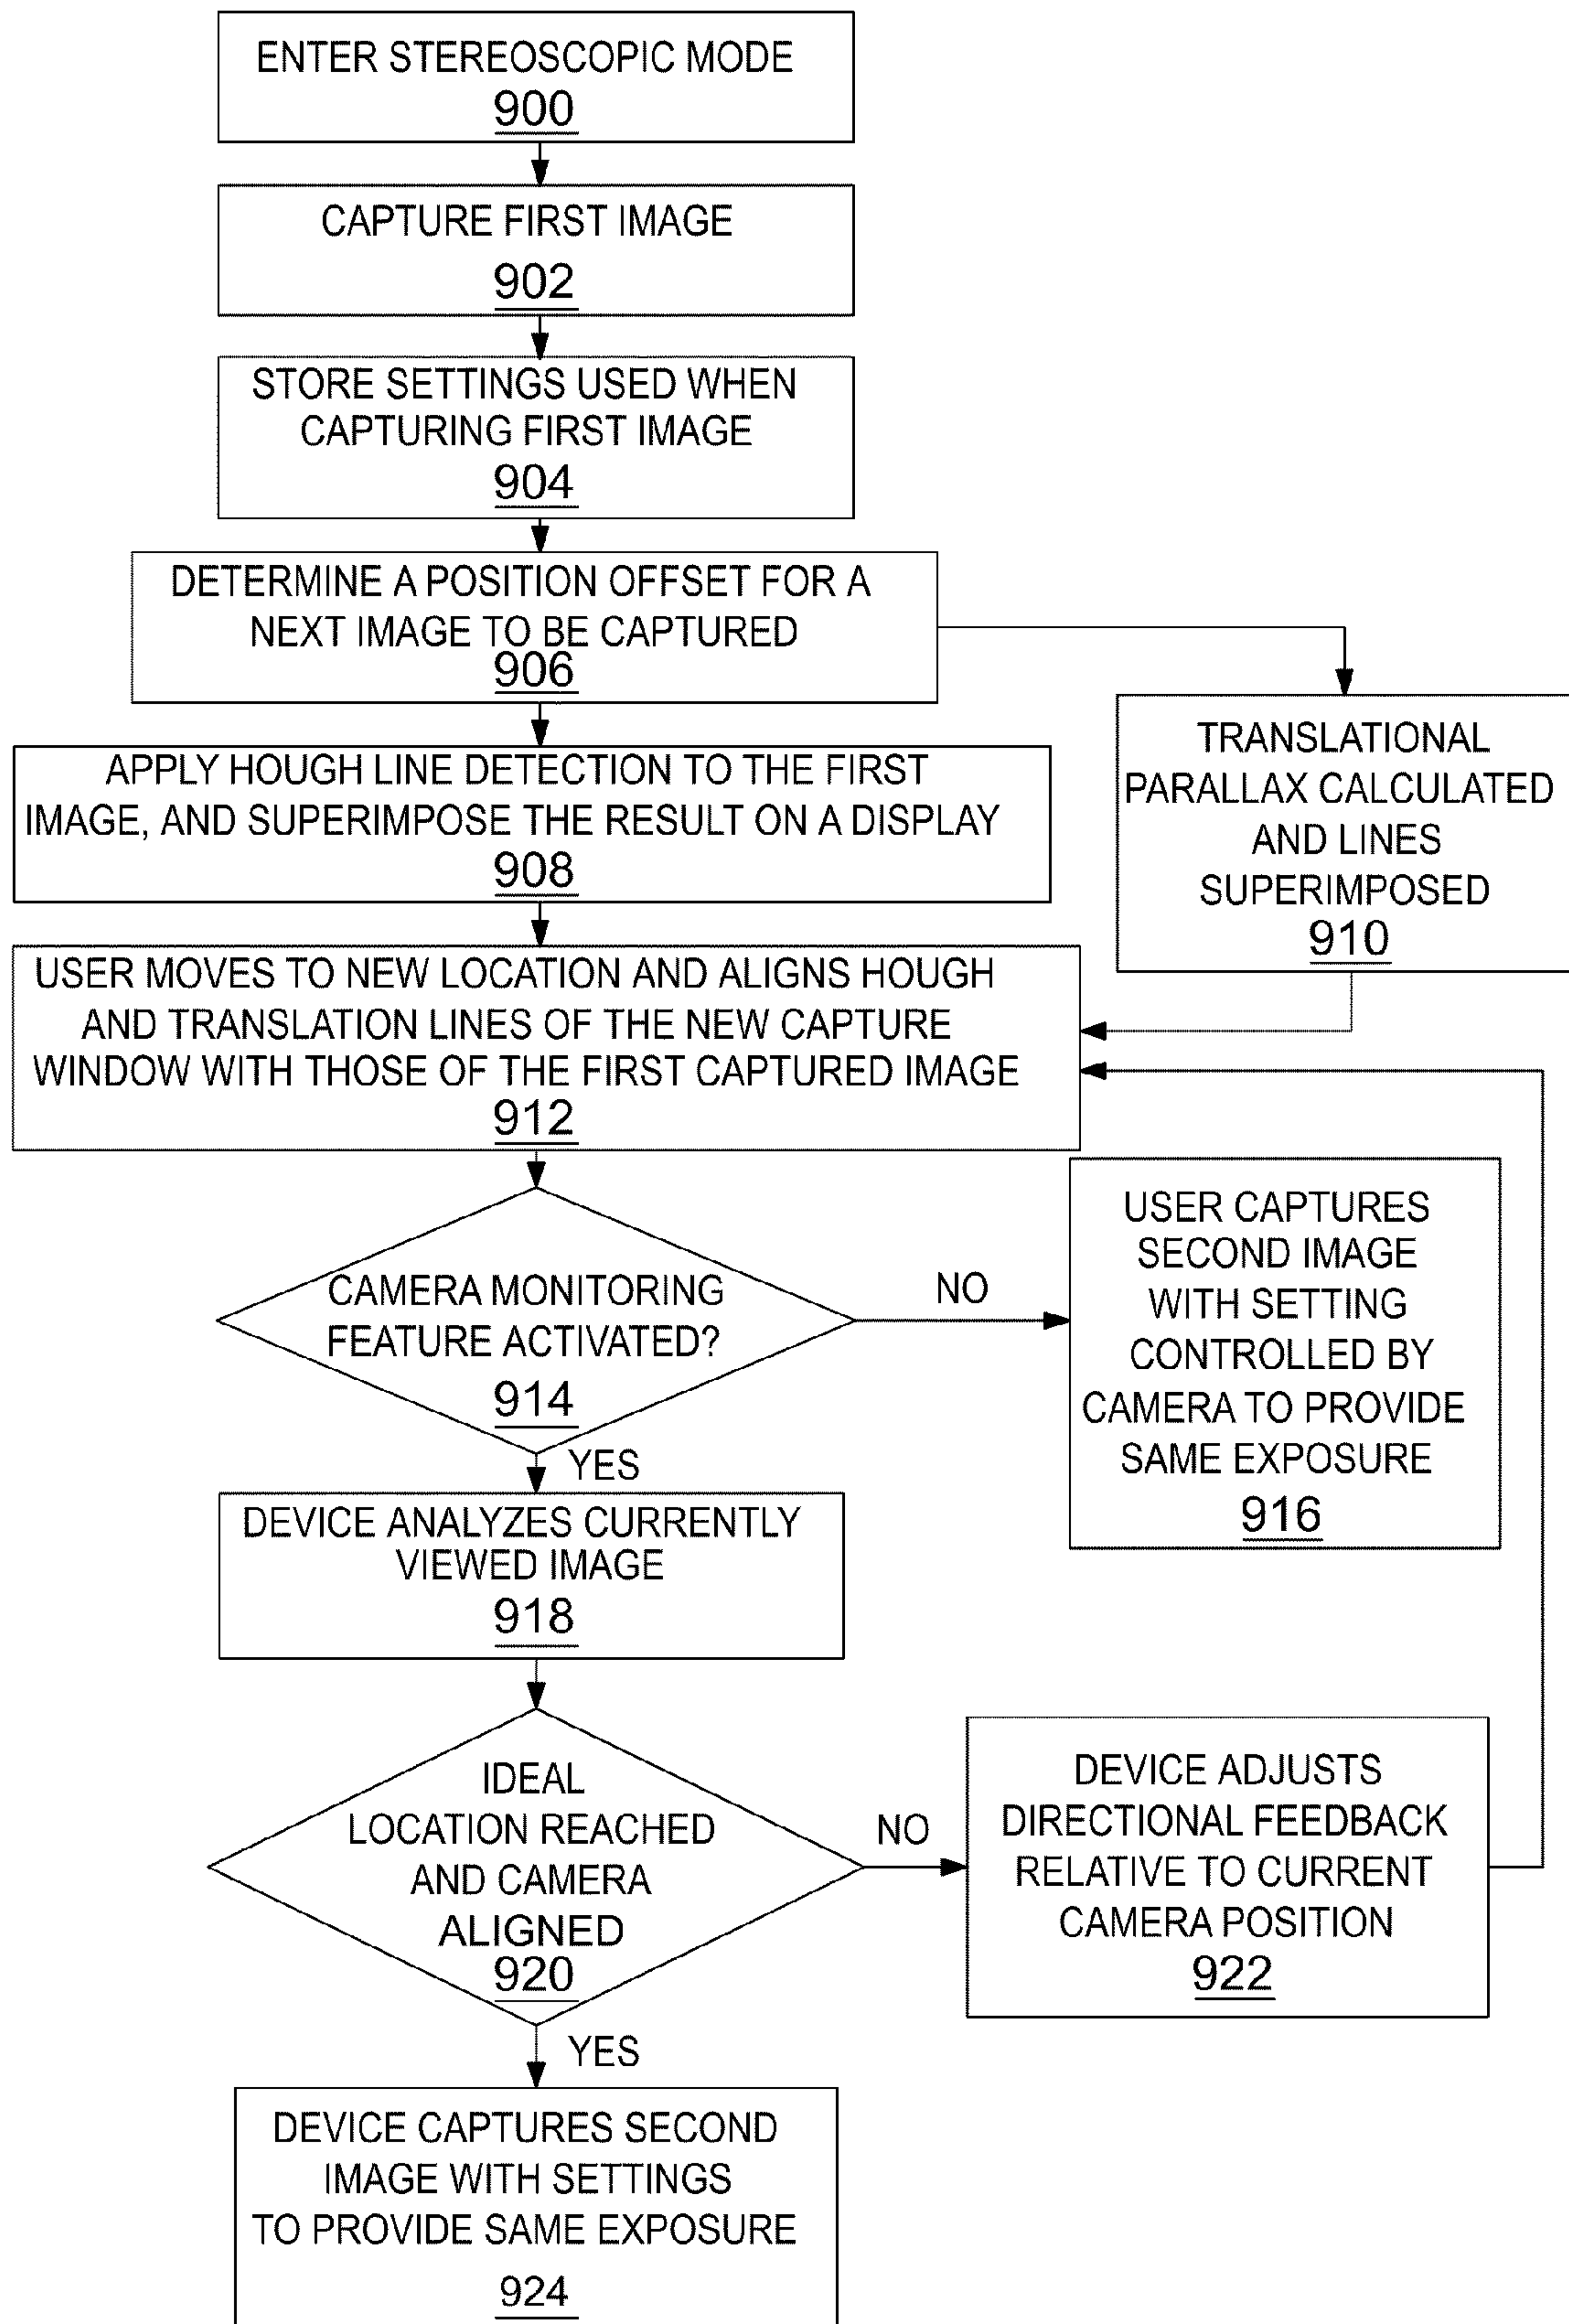 ENTER STEREOSCOPIC MODE
900
CAPTURE FIRST IMAGE
902
STORE SETTINGS USED WHEN
CAPTURING FIRST IMAGE
904
DETERMINE A POSITION OFFSET FOR A
NEXT IMAGE TO BE CAPTURED
906
APPLY HOUGH LINE DETECTION TO THE FIRST
IMAGE, AND SUPERIMPOSE THE RESULT ON A DISPLAY
908
TRANSLATIONAL
PARALLAX CALCULATED
AND LINES
SUPERIMPOSED
910
USER MOVES TO NEW LOCATION AND ALIGNS HOUGH
AND TRANSLATION LINES OF THE NEW CAPTURE
WINDOW WITH THOSE OF THE FIRST CAPTURED IMAGE
912
CAMERA MONITORING
FEATURE ACTIVATED?
914
NO
USER CAPTURES
SECOND IMAGE
WITH SETTING
CONTROLLED BY
CAMERA TO PROVIDE
SAME EXPOSURE
916
YES
DEVICE ANALYZES CURRENTLY
VIEWED IMAGE
918
IDEAL
LOCATION REACHED
AND CAMERA
ALIGNED
920
NO
DEVICE ADJUSTS
DIRECTIONAL FEEDBACK
RELATIVE TO CURRENT
CAMERA POSITION
922
YES
DEVICE CAPTURES SECOND
IMAGE WITH SETTINGS
TO PROVIDE SAME EXPOSURE
924